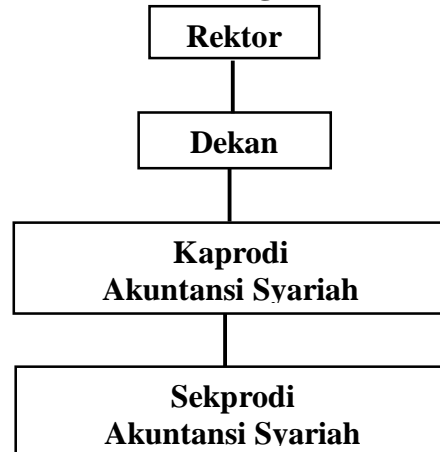 Rektor
Dekan
Kaprodi
Akuntansi Syariah
Sekprodi
Akuntansi Syariah